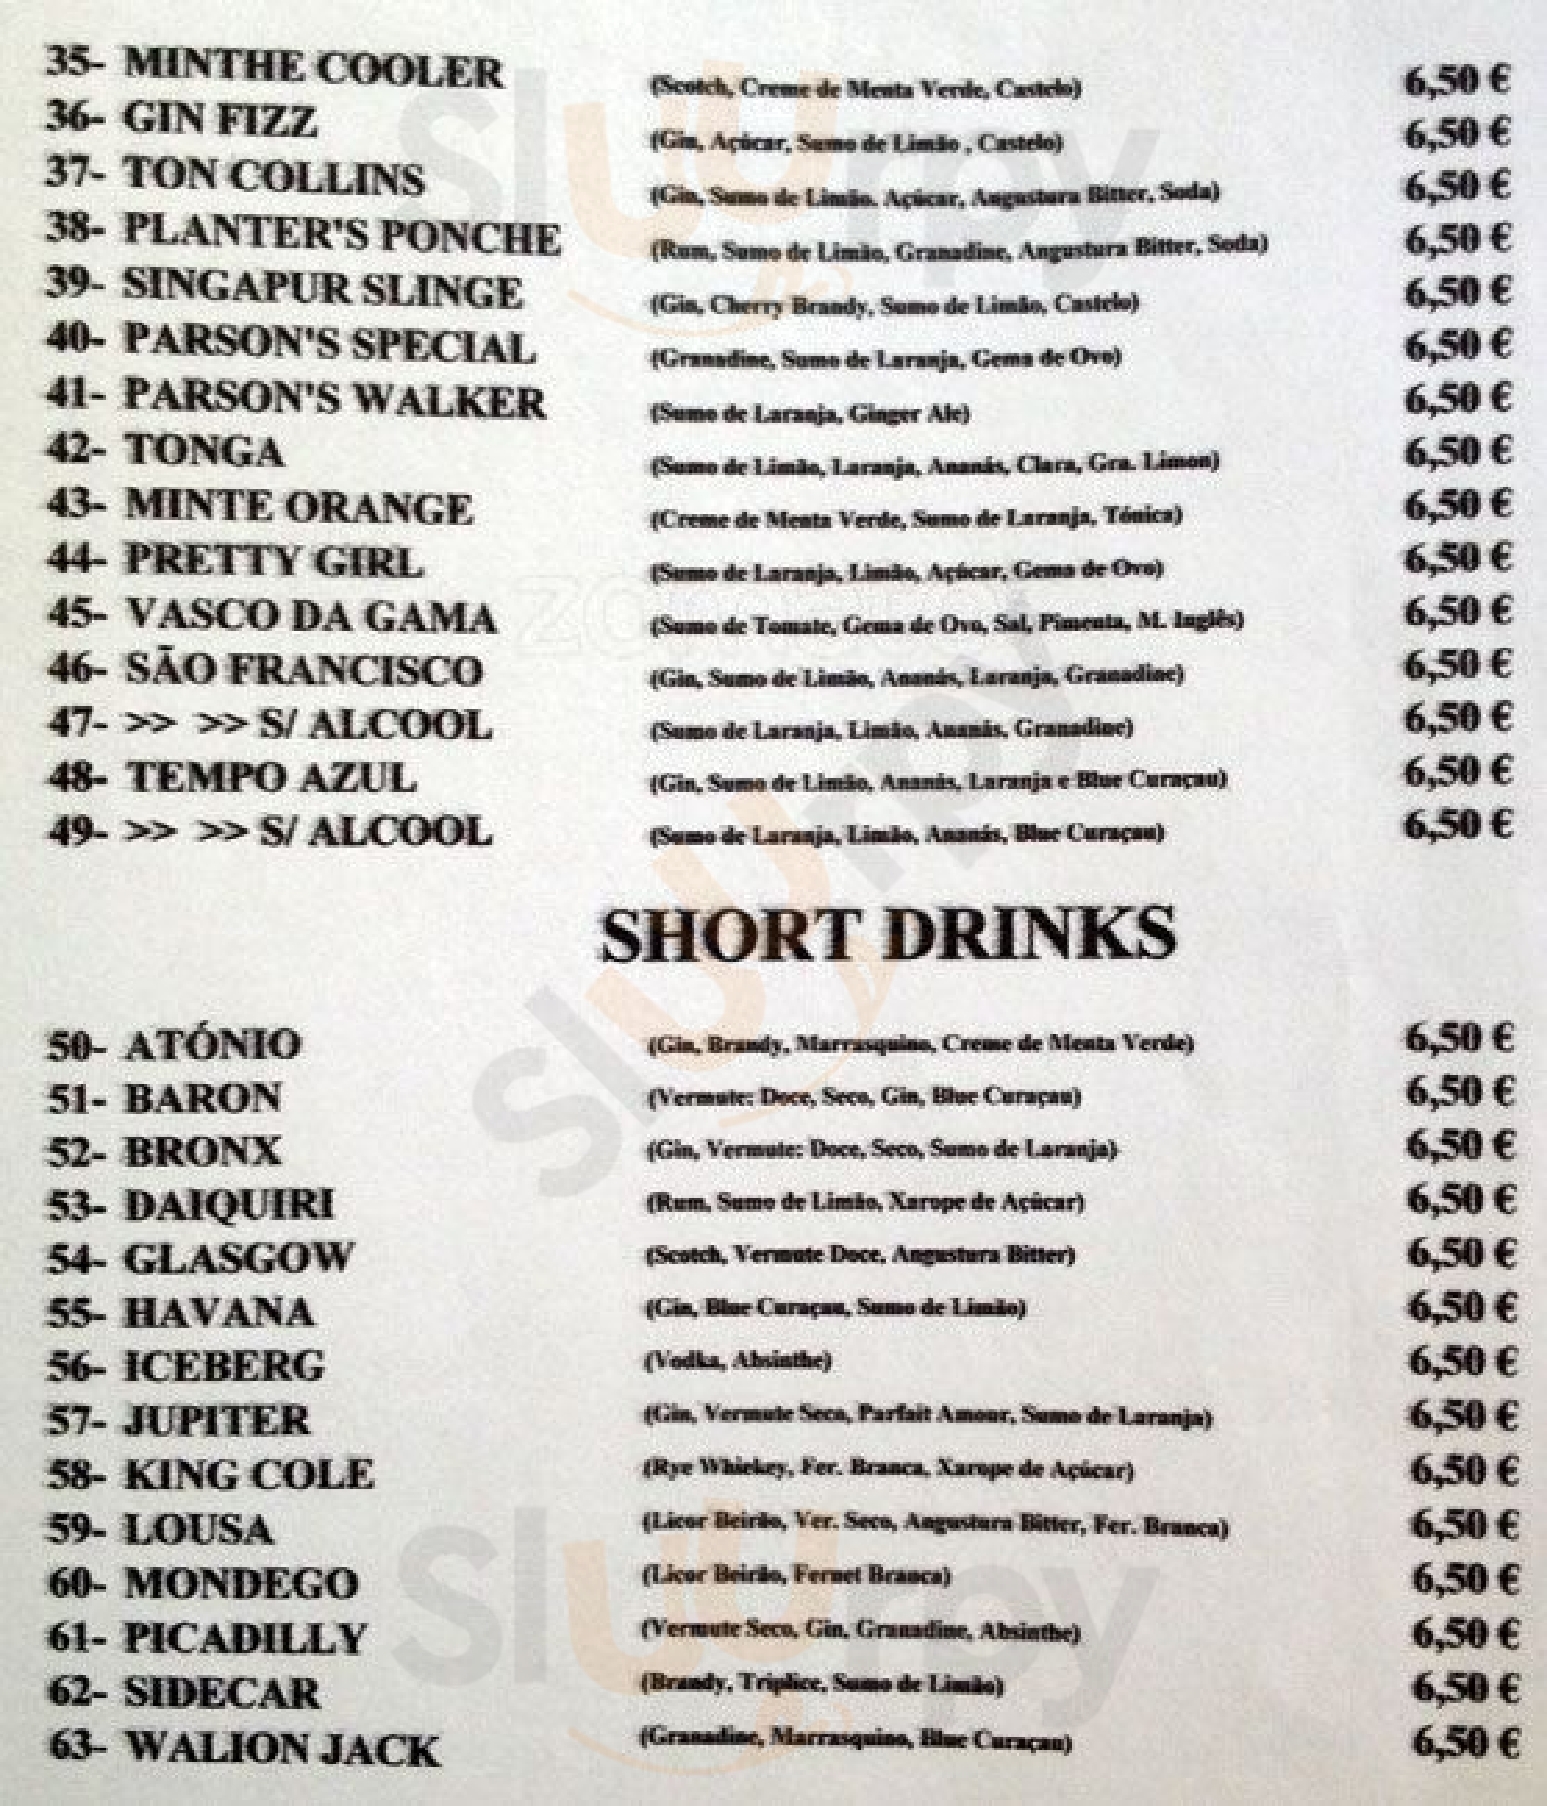 35- MINTHE COOLER (Scotch, Creme de Menta Verde, Castelo) 6,50 €
36- GIN FIZZ (Gin, Açúcar, Sumo de Limão , Castelo) 6,50 €
37- TON COLLINS (Gin, Sumo de Limão. Açúcar, Angustura Bitter, Soda) 6,50 €
38- PLANTER'S PONCHE (Rum, Sumo de Limão, Granadine, Angustura Bitter, Soda) 6,50 €
39- SINGAPUR SLINGE (Gin, Cherry Brandy, Sumo de Limão, Castelo) 6,50 €
40- PARSON'S SPECIAL (Granadine, Sumo de Laranja, Gema de Ovo) 6,50 €
41- PARSON'S WALKER (Sumo de Laranja, Ginger Ale) 6,50 €
42- TONGA (Sumo de Limão, Laranja, Ananás, Clara, Gra. Limon) 6,50 €
43- MINTE ORANGE (Creme de Menta Verde, Sumo de Laranja, Tónica) 6,50 €
44- PRETTY GIRL (Sumo de Laranja, Limão, Açúcar, Gema de Ovo) 6,50 €
45- VASCO DA GAMA (Sumo de Tomate, Gema de Ovo, Sal, Pimenta, M. Inglês) 6,50 €
46- SÃO FRANCISCO (Gin, Sumo de Limão, Ananás, Laranja, Granadine) 6,50 €
47- >> >> S/ ALCOOL (Sumo de Laranja, Limão, Ananás, Granadine) 6,50 €
48- TEMPO AZUL (Gin, Sumo de Limão, Ananás, Laranja e Blue Curaçau) 6,50 €
49- >> >> S/ ALCOOL (Sumo de Laranja, Limão, Ananás, Blue Curaçau) 6,50 €
SHORT DRINKS
50- ATÓNIO (Gin, Brandy, Marrasquino, Creme de Menta Verde) 6,50 €
51- BARON (Vermute: Doce, Seco, Gin, Blue Curaçau) 6,50 €
52- BRONX (Gin, Vermute: Doce, Seco, Sumo de Laranja) 6,50 €
53- DAIQUIRI (Rum, Sumo de Limão, Xarope de Açúcar) 6,50 €
54- GLASGOW (Scotch, Vermute Doce, Angustura Bitter) 6,50 €
55- HAVANA (Gin, Blue Curaçau, Sumo de Limão) 6,50 €
56- ICEBERG (Vodka, Absinthe) 6,50 €
57- JUPITER (Gin, Vermute Seco, Parfait Amour, Sumo de Laranja) 6,50 €
58- KING COLE (Rye Whiekey, Fer. Branca, Xarope de Açúcar) 6,50 €
59- LOUSA (Licor Beirão, Ver. Seco, Angustura Bitter, Fer. Branca) 6,50 €
60- MONDEGO (Licor Beirão, Fernet Branca) 6,50 €
61- PICADILLY (Vermute Seco, Gin, Granadine, Absinthe) 6,50 €
62- SIDECAR (Brandy, Triplice, Sumo de Limão) 6,50 €
63- WALION JACK (Granadine, Marrasquino, Blue Curaçau) 6,50 €
Sluurpy
Sluurpy
Sluurpy